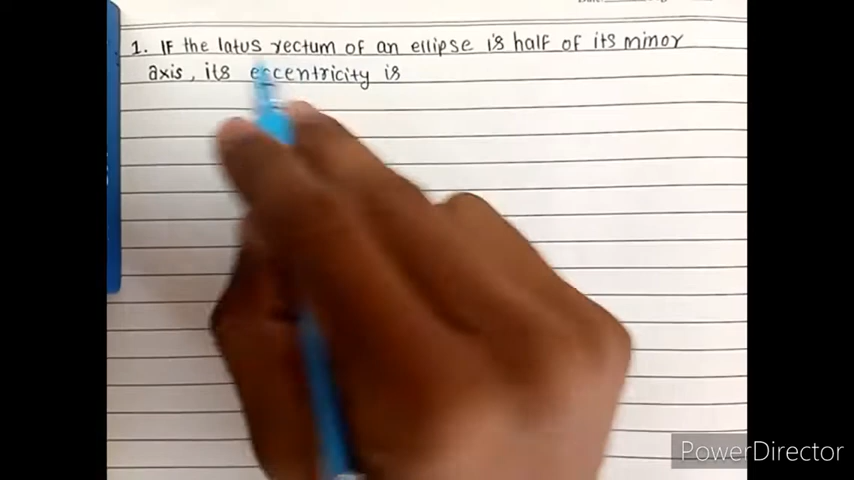 1. IF the latus rectum of an ellipse is half of its minor
axis, its eccentricity is
PowerDirector